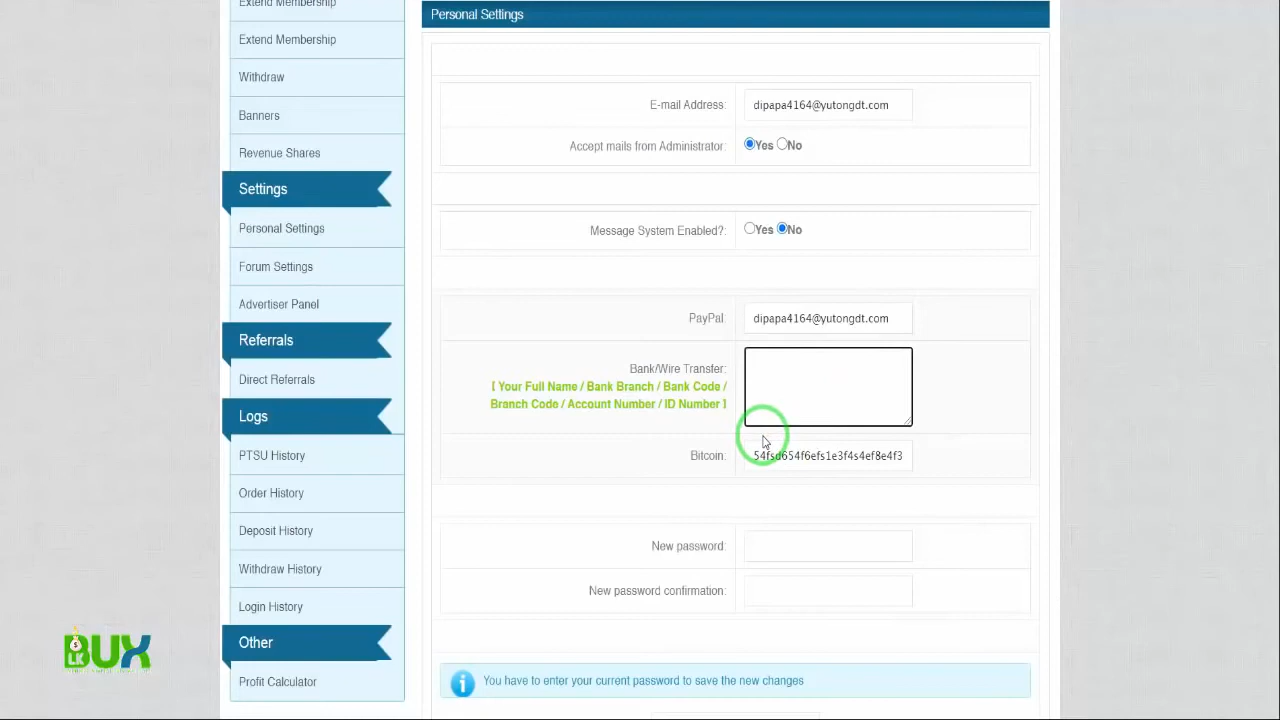 Extend Membership
Extend Membership
Withdraw
Banners
Revenue Shares
Settings
Personal Settings
Forum Settings
Advertiser Panel
Referrals
Direct Referrals
Logs
PTSU History
Order History
Deposit History
Withdraw History
Login History
Other
Profit Calculator
Personal Settings
E-mail Address: dipapa4164@yutongdt.com
Accept mails from Administrator: Yes No
Message System Enabled?: Yes No
PayPal: dipapa4164@yutongdt.com
Bank/Wire Transfer:
[ Your Full Name / Bank Branch / Bank Code /
Branch Code / Account Number / ID Number ]
Bitcoin: 54fsd654f6efs1e3f4s4ef8e4f3
New password:
New password confirmation:
You have to enter your current password to save the new changes
LK
BUX